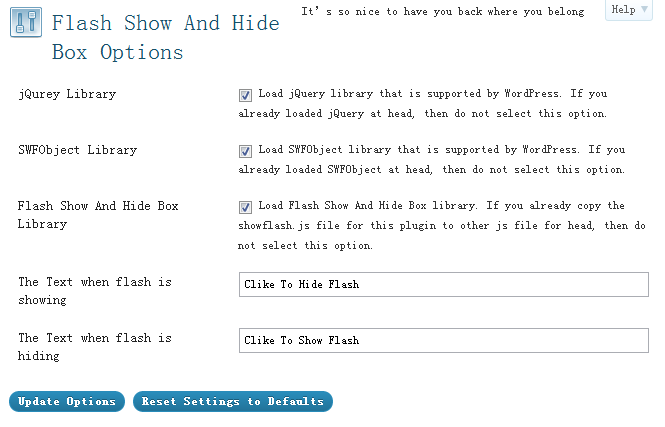 Flash Show And Hide
Box Options
It's so nice to have you back where you belong
Help
jQurey Library
Load jQuery library that is supported by WordPress. If you
already loaded jQuery at head, then do not select this option.
SWFObject Library
Load SWFObject library that is supported by WordPress. If you
already loaded SWFObject at head, then do not select this option.
Flash Show And Hide Box
Library
Load Flash Show And Hide Box library. If you already copy the
showflash.js file for this plugin to other js file for head, then do
not select this option.
The Text when flash is
showing
Clike To Hide Flash
The Text when flash is
hiding
Clike To Show Flash
Update Options
Reset Settings to Defaults